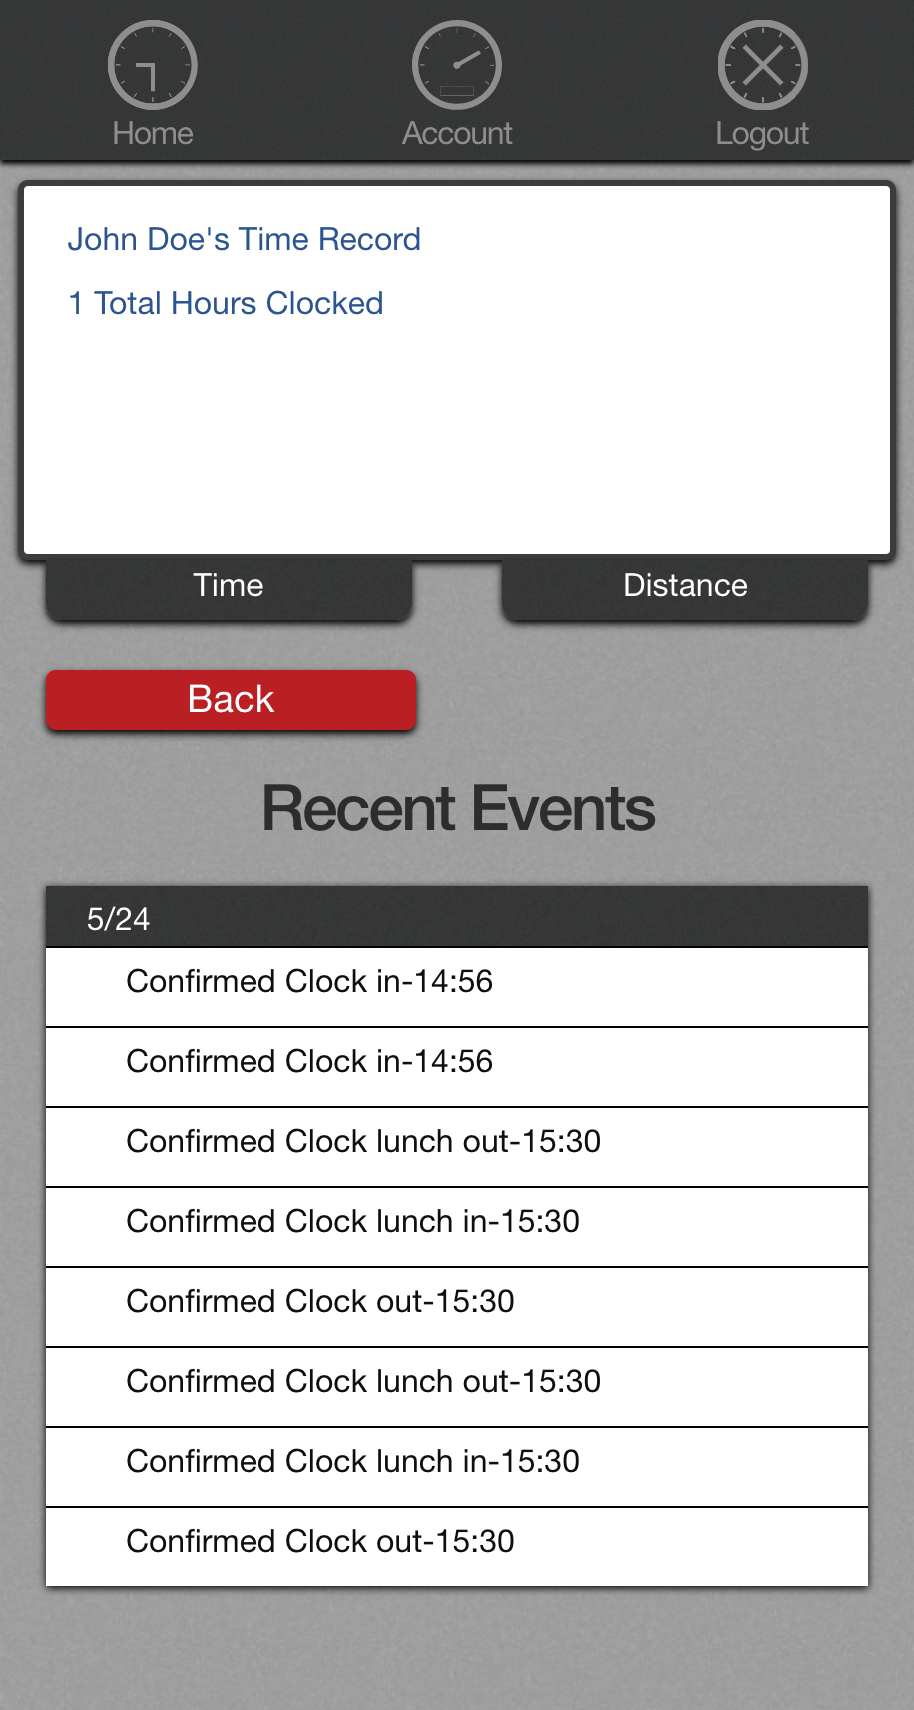 Home
Account
Logout
John Doe's Time Record
1 Total Hours Clocked
Time
Distance
Back
Recent Events
5/24
Confirmed Clock in-14:56
Confirmed Clock in-14:56
Confirmed Clock lunch out-15:30
Confirmed Clock lunch in-15:30
Confirmed Clock out-15:30
Confirmed Clock lunch out-15:30
Confirmed Clock lunch in-15:30
Confirmed Clock out-15:30